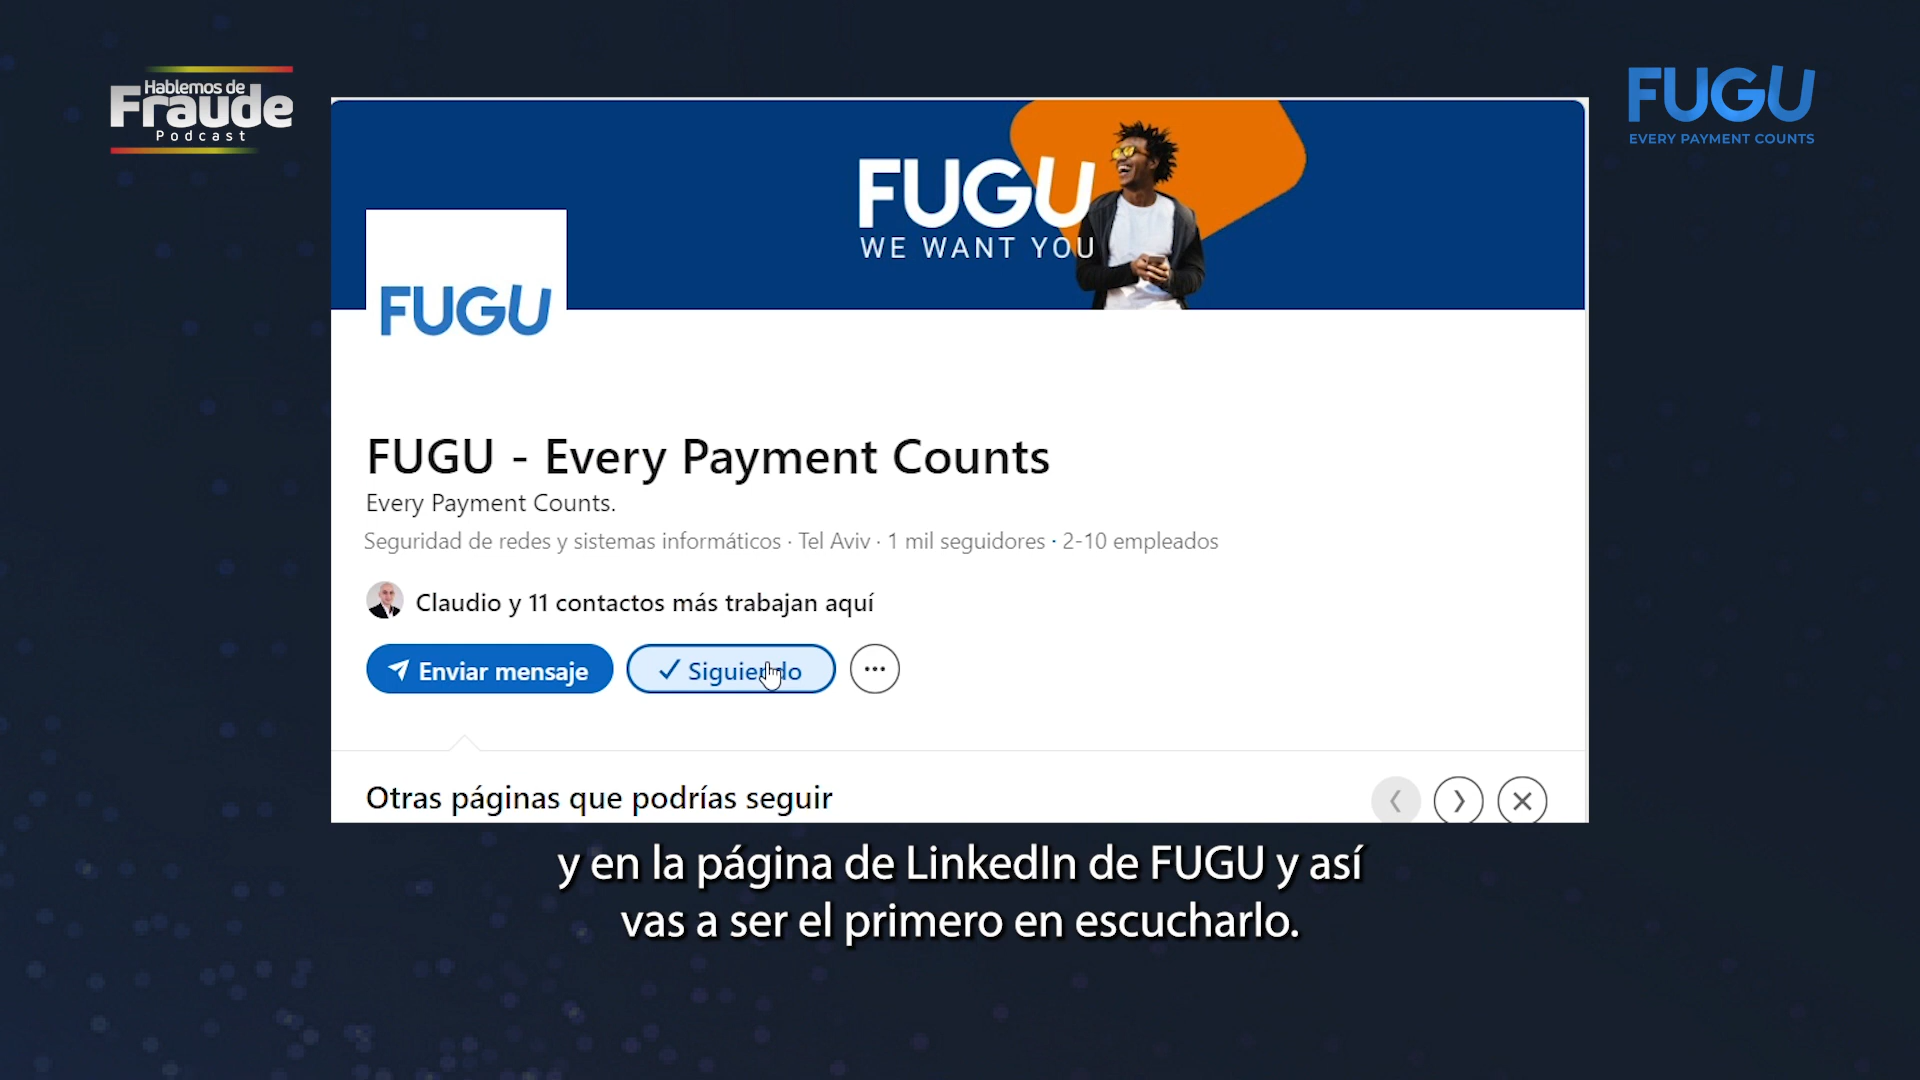 Hablemos de
Fraude
Podcast
FUGU
EVERY PAYMENT COUNTS
FUGU
WE WANT YOU
FUGU
FUGU - Every Payment Counts
Every Payment Counts.
Seguridad de redes y sistemas informáticos · Tel Aviv · 1 mil seguidores · 2-10 empleados
Claudio y 11 contactos más trabajan aquí
Enviar mensaje
Siguiendo
Otras páginas que podrías seguir
y en la página de LinkedIn de FUGU y así
vas a ser el primero en escucharlo.